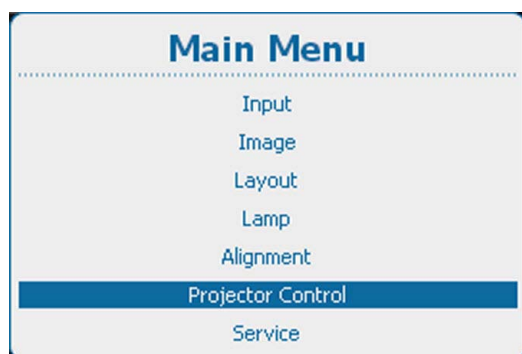 Main Menu
Input
Image
Layout
Lamp
Alignment
Projector Control
Service